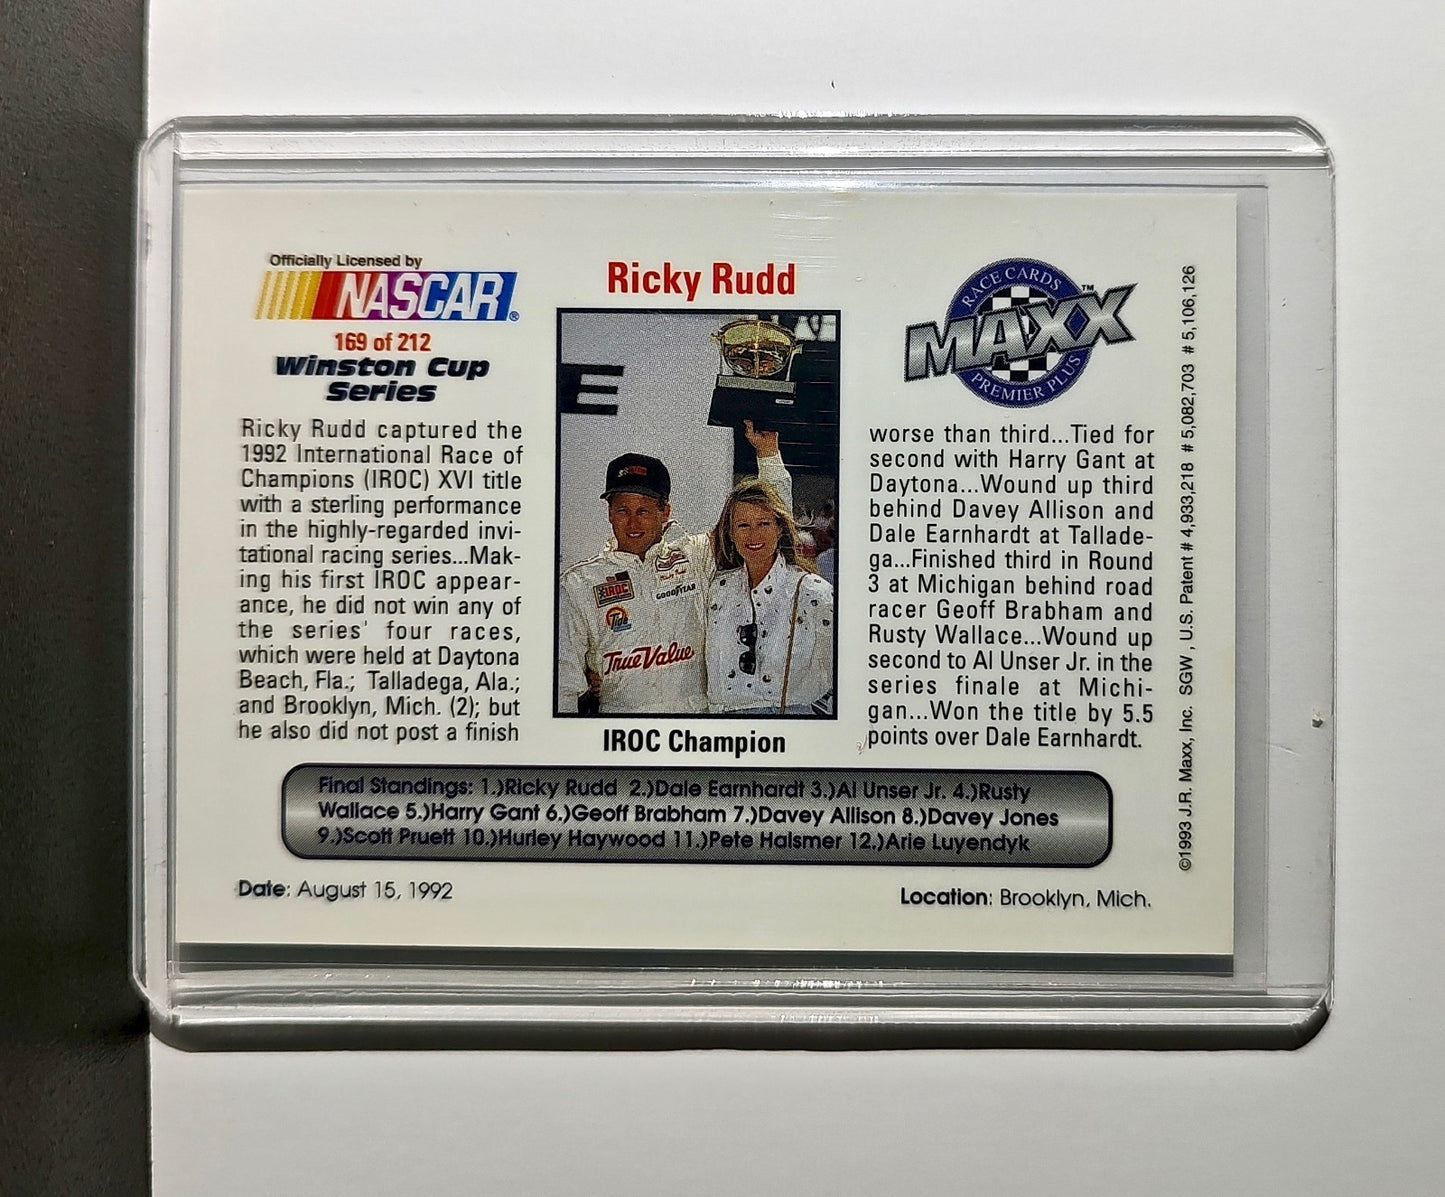 Officially Licensed by
NASCAR®
169 of 212
Winston Cup
Series
Ricky Rudd captured the
1992 International Race of
Champions (IROC) XVI title
with a sterling performance
in the highly-regarded invi-
tational racing series...Mak-
ing his first IROC appear-
ance, he did not win any of
the series' four races,
which were held at Daytona
Beach, Fla.; Talladega, Ala.;
and Brooklyn, Mich. (2); but
he also did not post a finish
Ricky Rudd
E
IROC
Tide
GOODYEAR
True Value
IROC Champion
RACE CARDS
MAXX™
PREMIER PLUS
worse than third...Tied for
second with Harry Gant at
Daytona...Wound up third
behind Davey Allison and
Dale Earnhardt at Tallade-
ga...Finished third in Round
3 at Michigan behind road
racer Geoff Brabham and
Rusty Wallace...Wound up
second to Al Unser Jr. in the
series finale at Michi-
gan...Won the title by 5.5
points over Dale Earnhardt.
Final Standings: 1.)Ricky Rudd 2.)Dale Earnhardt 3.)Al Unser Jr. 4.)Rusty
Wallace 5.)Harry Gant 6.)Geoff Brabham 7.)Davey Allison 8.)Davey Jones
9.)Scott Pruett 10.)Hurley Haywood 11.)Pete Halsmer 12.)Arie Luyendyk
Date: August 15, 1992
Location: Brooklyn, Mich.
©1993 J.R. Maxx, Inc. SGW, U.S. Patent # 4,933,218 # 5,082,703 # 5,106,126